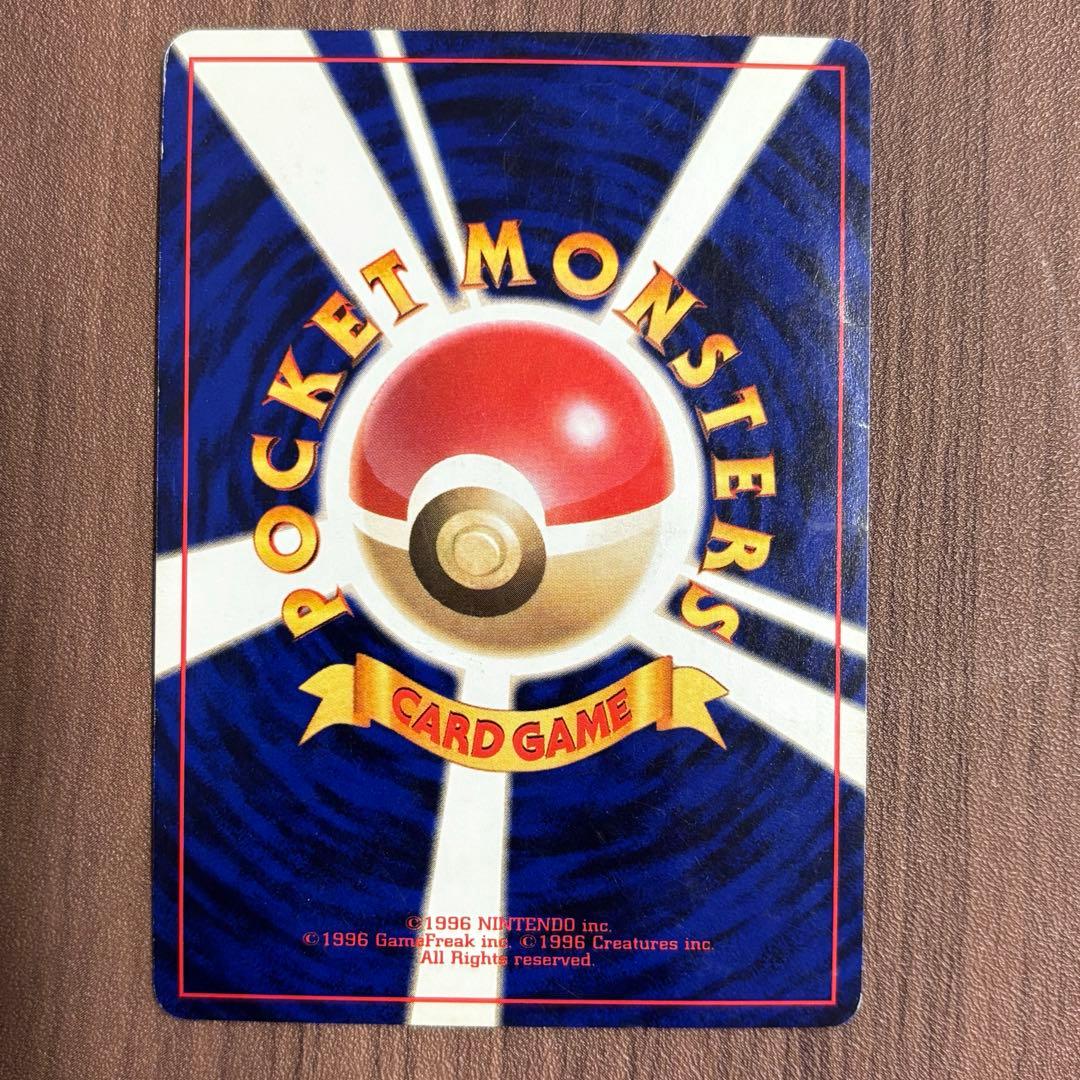 POCKET MONSTERS
CARD GAME
©1996 NINTENDO inc.
©1996 GameFreak inc. ©1996 Creatures inc.
All Rights reserved.